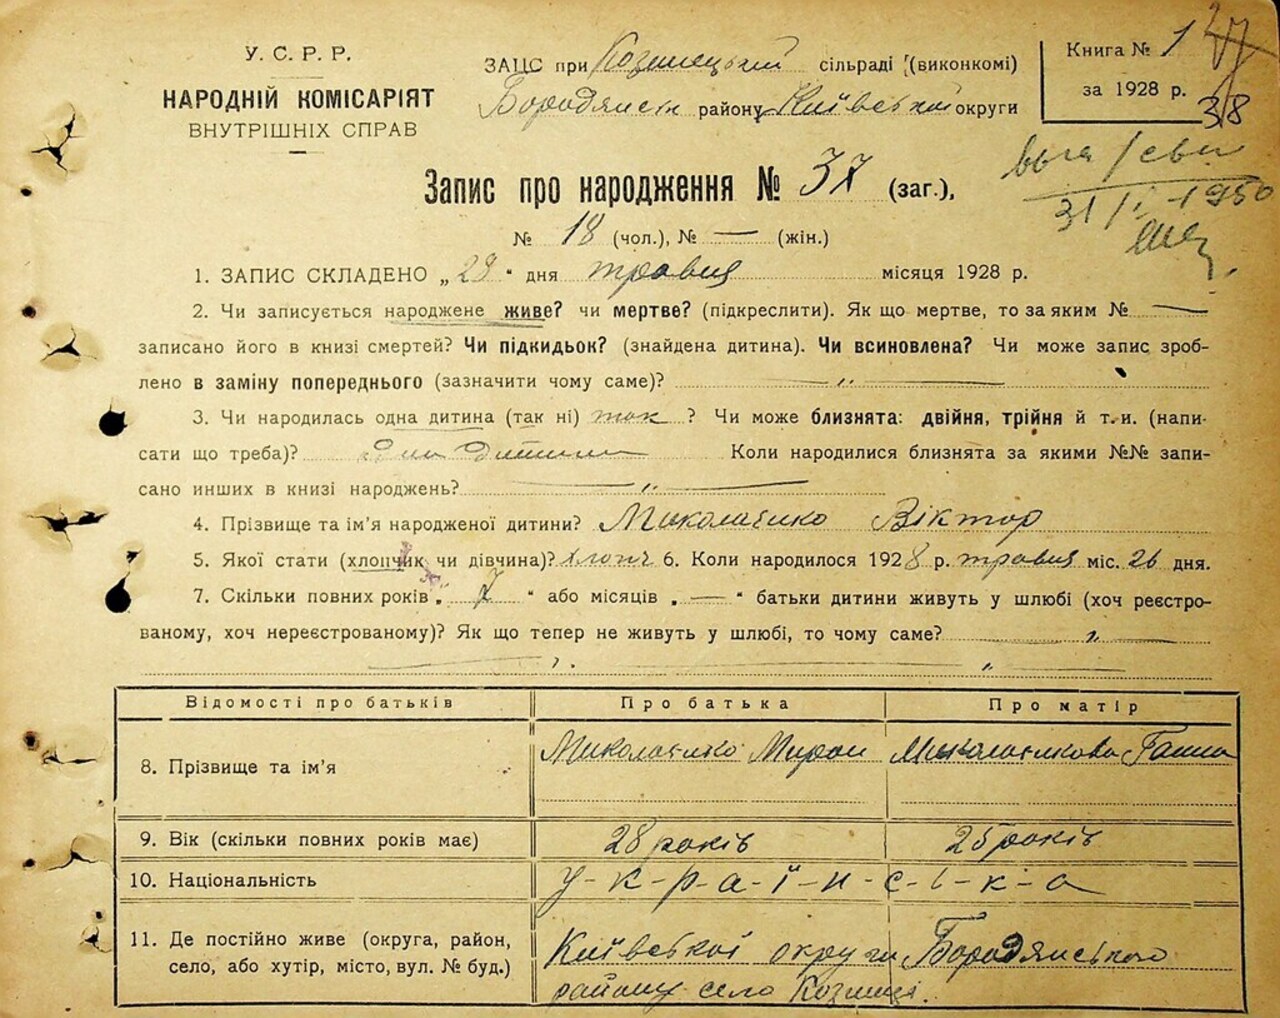 У. С. Р. Р.
НАРОДНІЙ КОМІСАРІЯТ
ВНУТРІШНІХ СПРАВ
ЗАЦС при сільраді (виконкомі)
Бородянськ району Київської округи
Книга № 1
за 1928 р.
38
31/ 1950
Запис про народження № 37 (заг.),
№ 18 (чол.), № — (жін.)
1. ЗАПИС СКЛАДЕНО „ 29 “ дня травня місяця 1928 р.
2. Чи записується народжене живе? чи мертве? (підкреслити). Як що мертве, то за яким № —
записано його в книзі смертей? Чи підкидьок? (знайдена дитина). Чи всиновлена? Чи може запис зроб-
лено в заміну попереднього (зазначити чому саме)? — „ —
3. Чи народилась одна дитина (так ні) так ? Чи може близнята: двійня, трійня й т. и. (напи-
сати що треба)? Одна дитина Коли народилися близнята за якими №№ запи-
сано инших в книзі народжень? — „ —
4. Прізвище та ім'я народженої дитини? Миколаєнко Віктор
5. Якої стати (хлопчик чи дівчина)? хлопч 6. Коли народилось 1928 р. травня міс. 26 дня.
7. Скільки повних років „ 7 “ або місяців „ — “ батьки дитини живуть у шлюбі (хоч реєстро-
ваному, хоч нереєстрованому)? Як що тепер не живуть у шлюбі, то чому саме? — „ —
— „ — „ —
Відомості про батьків Про батька Про матір
8. Прізвище та ім'я Миколаєнко Мирон Миколаєнкова Ганна
9. Вік (скільки повних років має) 28 років 25 років
10. Національність у-к-р-а-ї-н-с-ь-к-а
11. Де постійно живе (округа, район, Київської округи Бородянського
село, або хутір, місто, вул. № буд.) району село